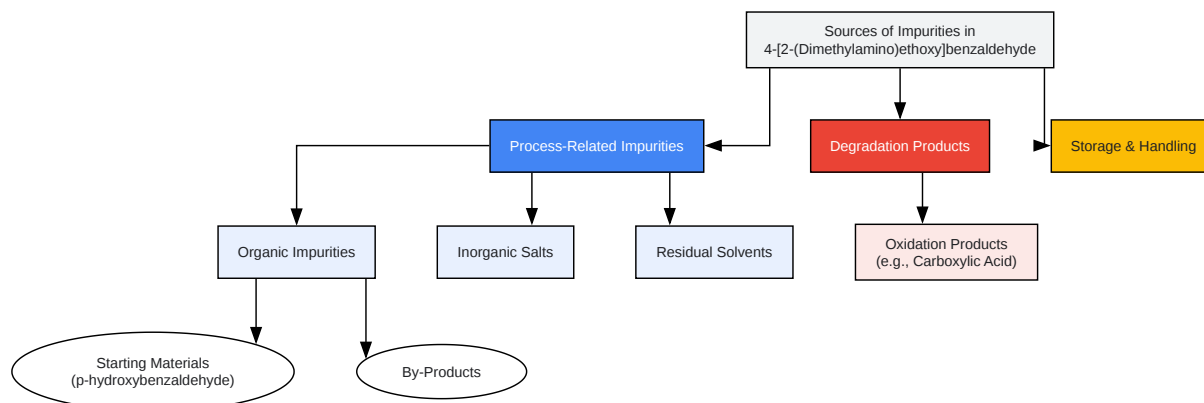 Sources of Impurities in
4-[2-(Dimethylamino)ethoxy]benzaldehyde
Process-Related Impurities
Degradation Products
Storage & Handling
Organic Impurities
Inorganic Salts
Residual Solvents
Oxidation Products
(e.g., Carboxylic Acid)
Starting Materials
(p-hydroxybenzaldehyde)
By-Products